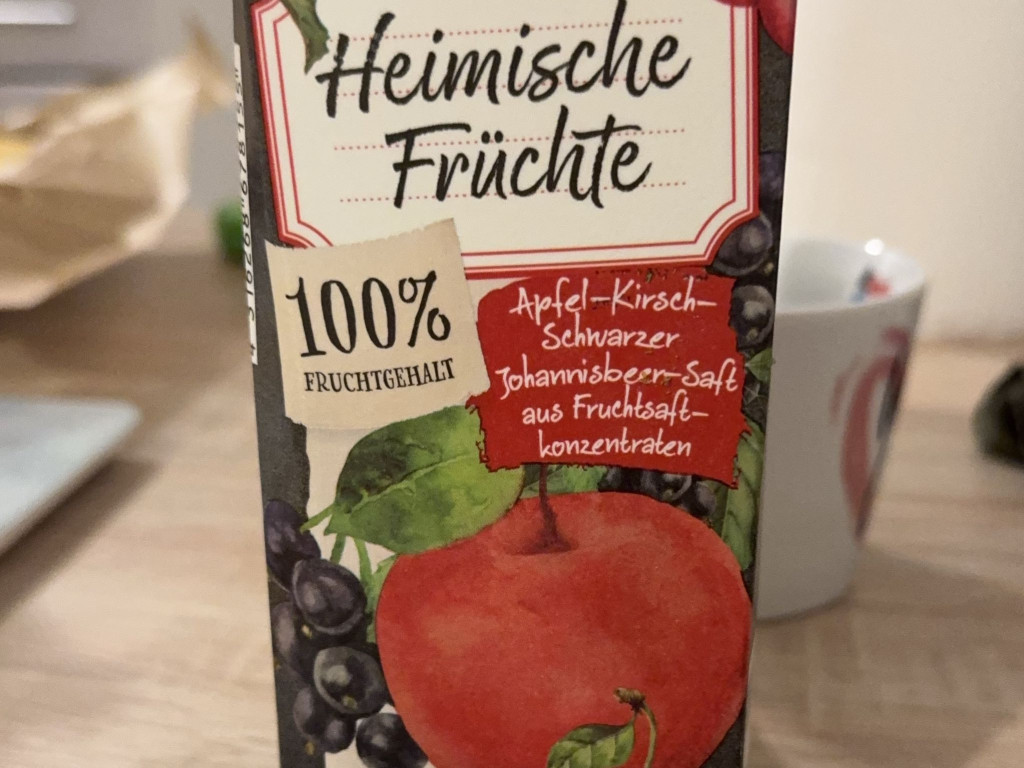 Heimische
Früchte
100%
FRUCHTGEHALT
Apfel-Kirsch-
Schwarzer
Johannisbeer-Saft
aus Fruchtsaft-
konzentraten